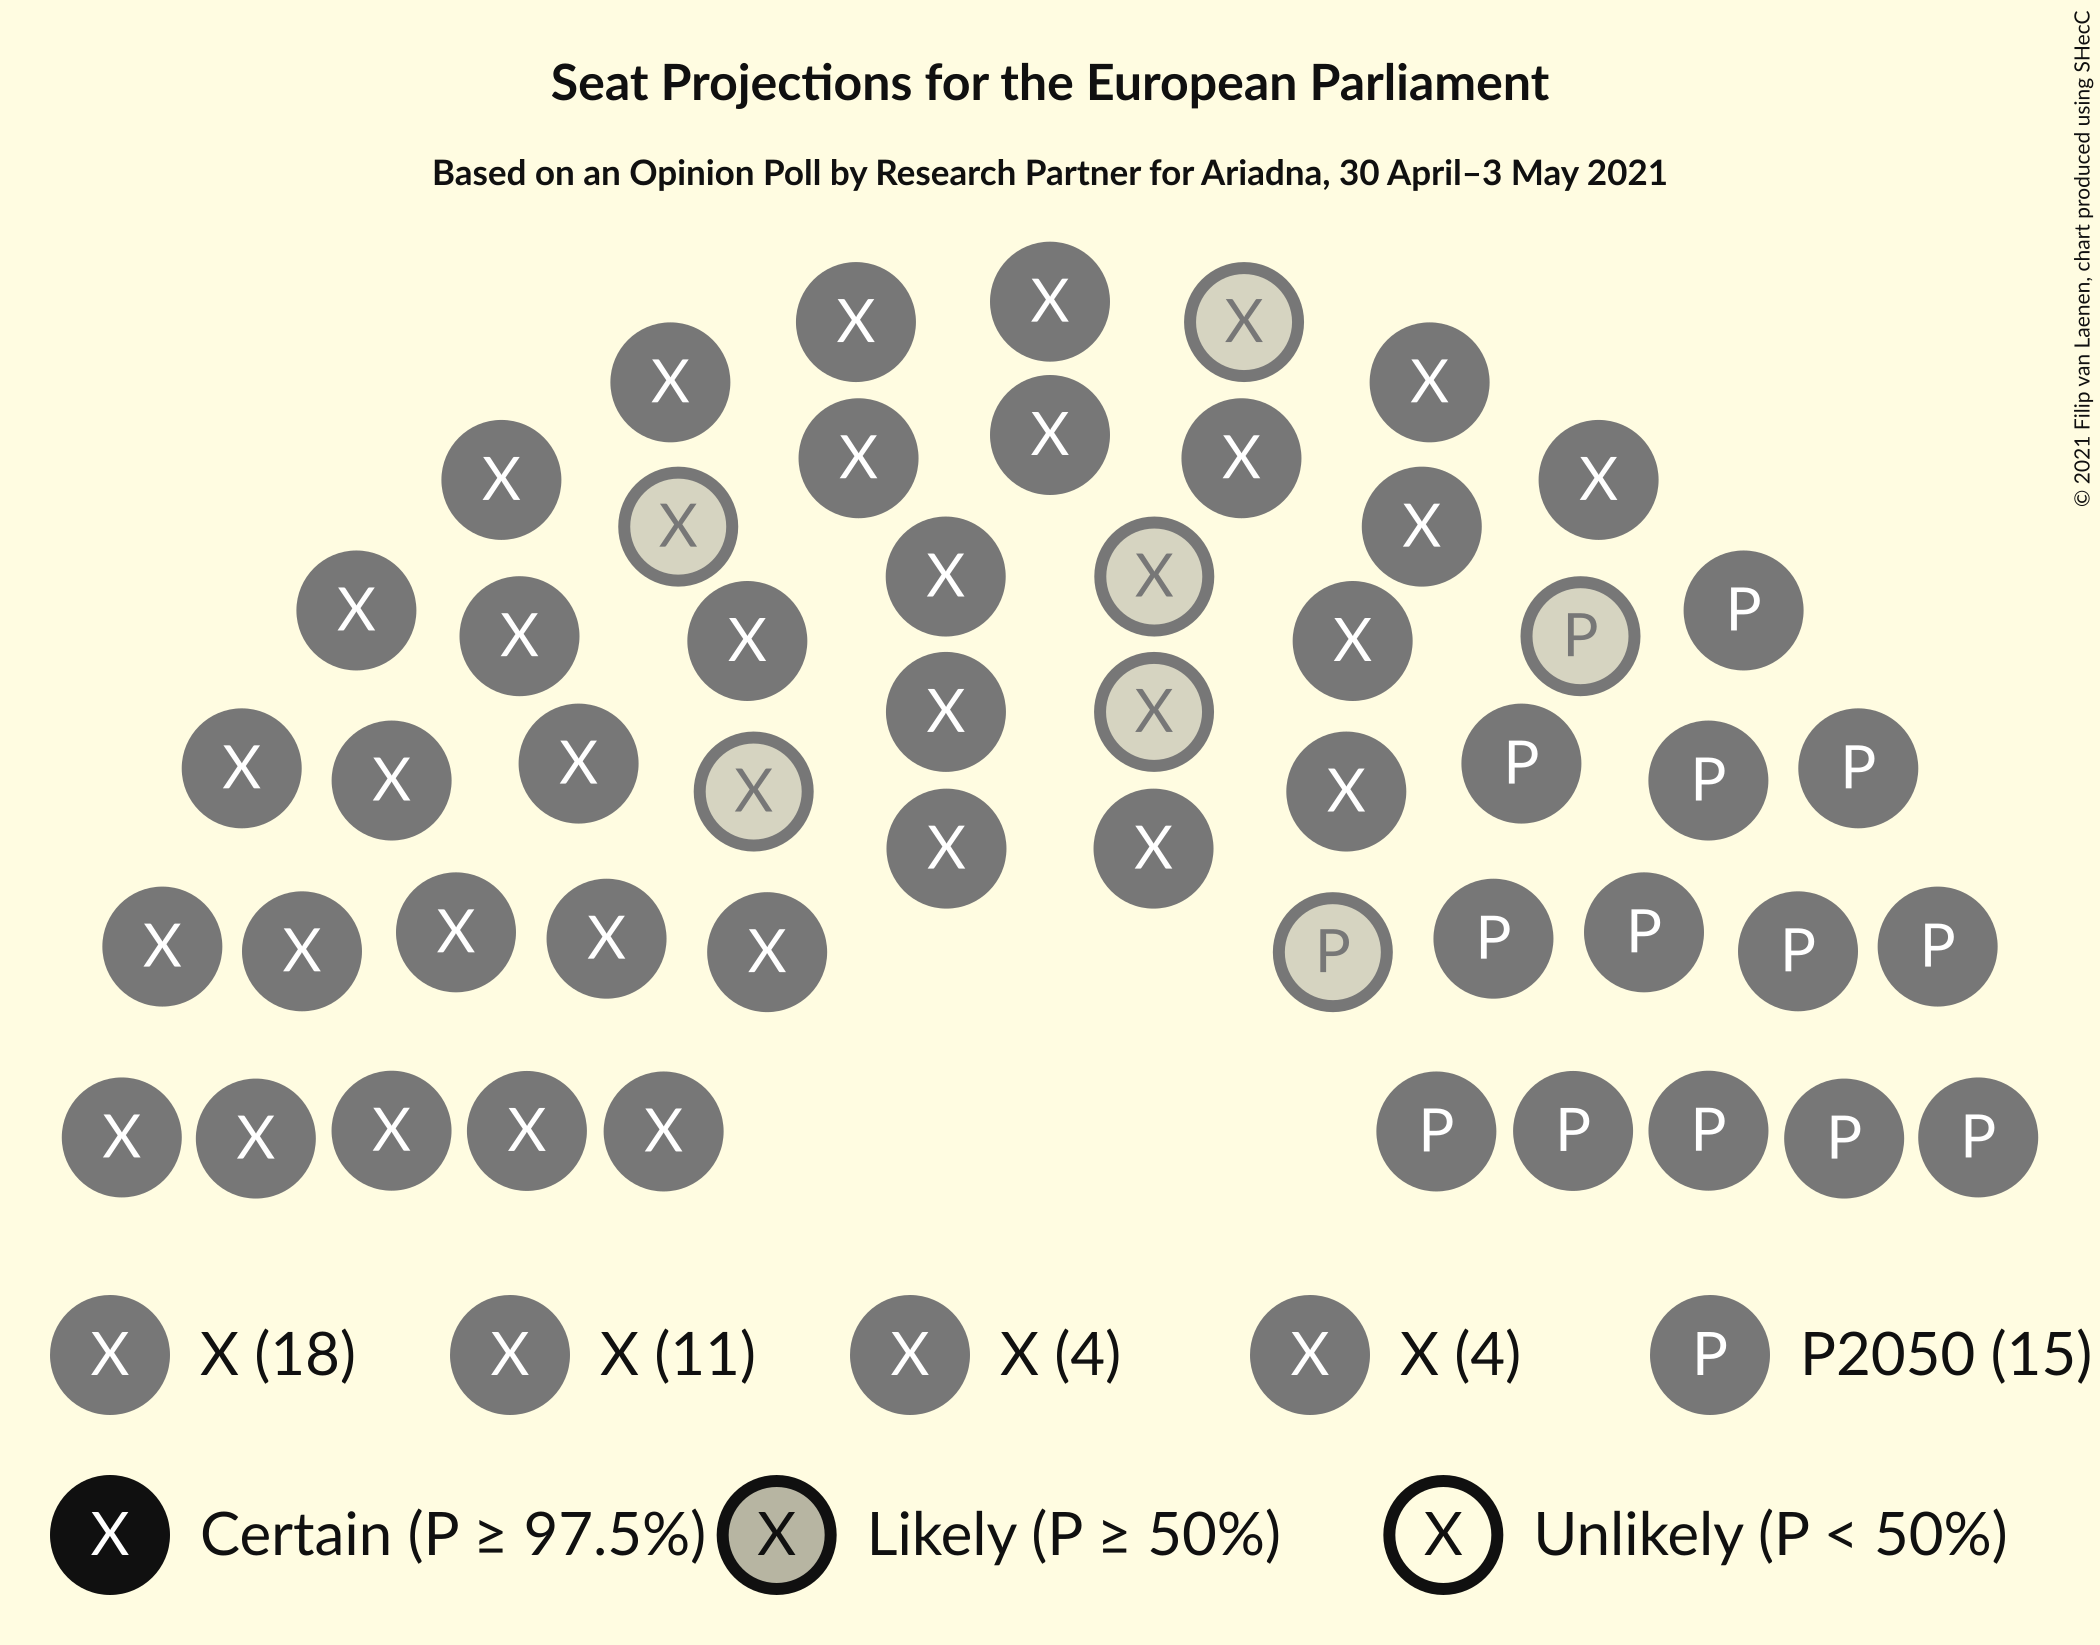 Seat Projections for the European Parliament
Based on an Opinion Poll by Research Partner for Ariadna, 30 April–3 May 2021
© 2021 Filip van Laenen, chart produced using SHecC
X
X X
X X
X X X
X X
X X
X X
X X
X P
X X
X X
P P
X X
X P
X X
X P
X X
P P
X X
X X
X P
P P
X X
X P
P P
X X
X P
X P
X X
X X
X P
P P
P P
X X (18) X X (11) X X (4) X X (4) P P2050 (15)
X Certain (P ≥ 97.5%) X Likely (P ≥ 50%) X Unlikely (P < 50%)